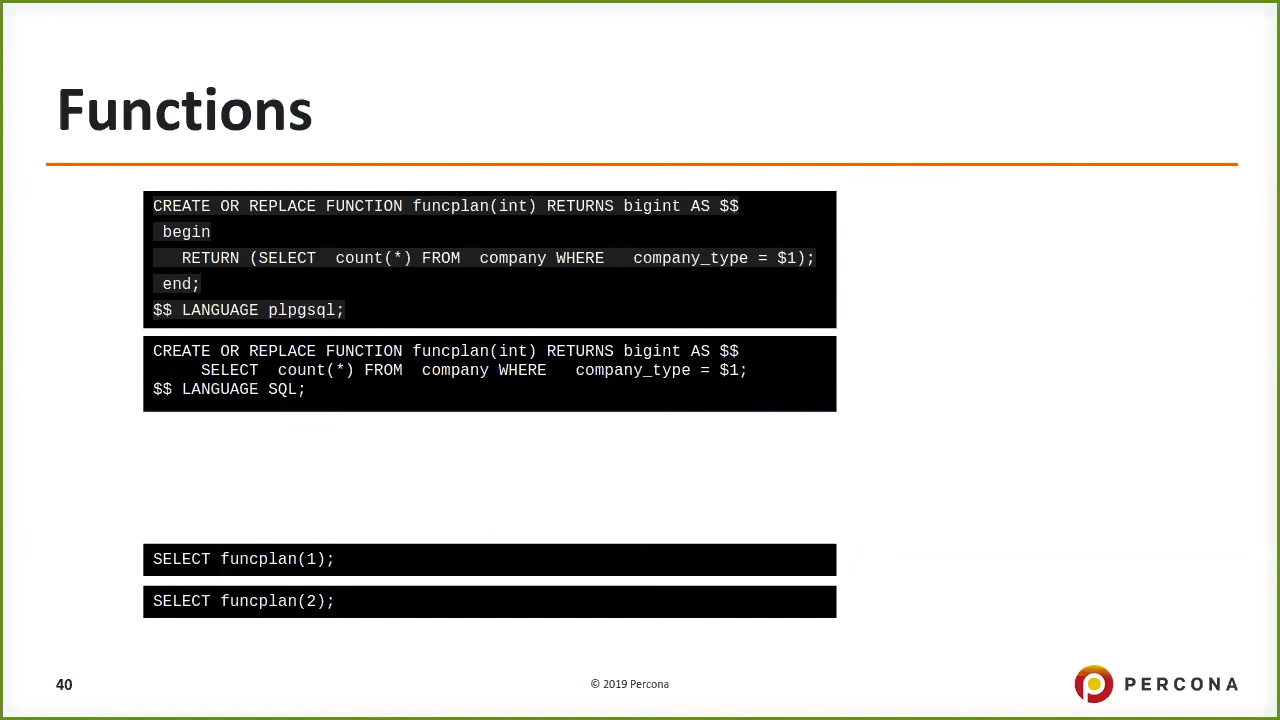 Functions
CREATE OR REPLACE FUNCTION funcplan(int) RETURNS bigint AS $$
begin
RETURN (SELECT  count(*) FROM  company WHERE   company_type = $1);
end;
$$ LANGUAGE plpgsql;
CREATE OR REPLACE FUNCTION funcplan(int) RETURNS bigint AS $$
SELECT  count(*) FROM  company WHERE   company_type = $1;
$$ LANGUAGE SQL;
SELECT funcplan(1);
SELECT funcplan(2);
40
© 2019 Percona
PERCONA